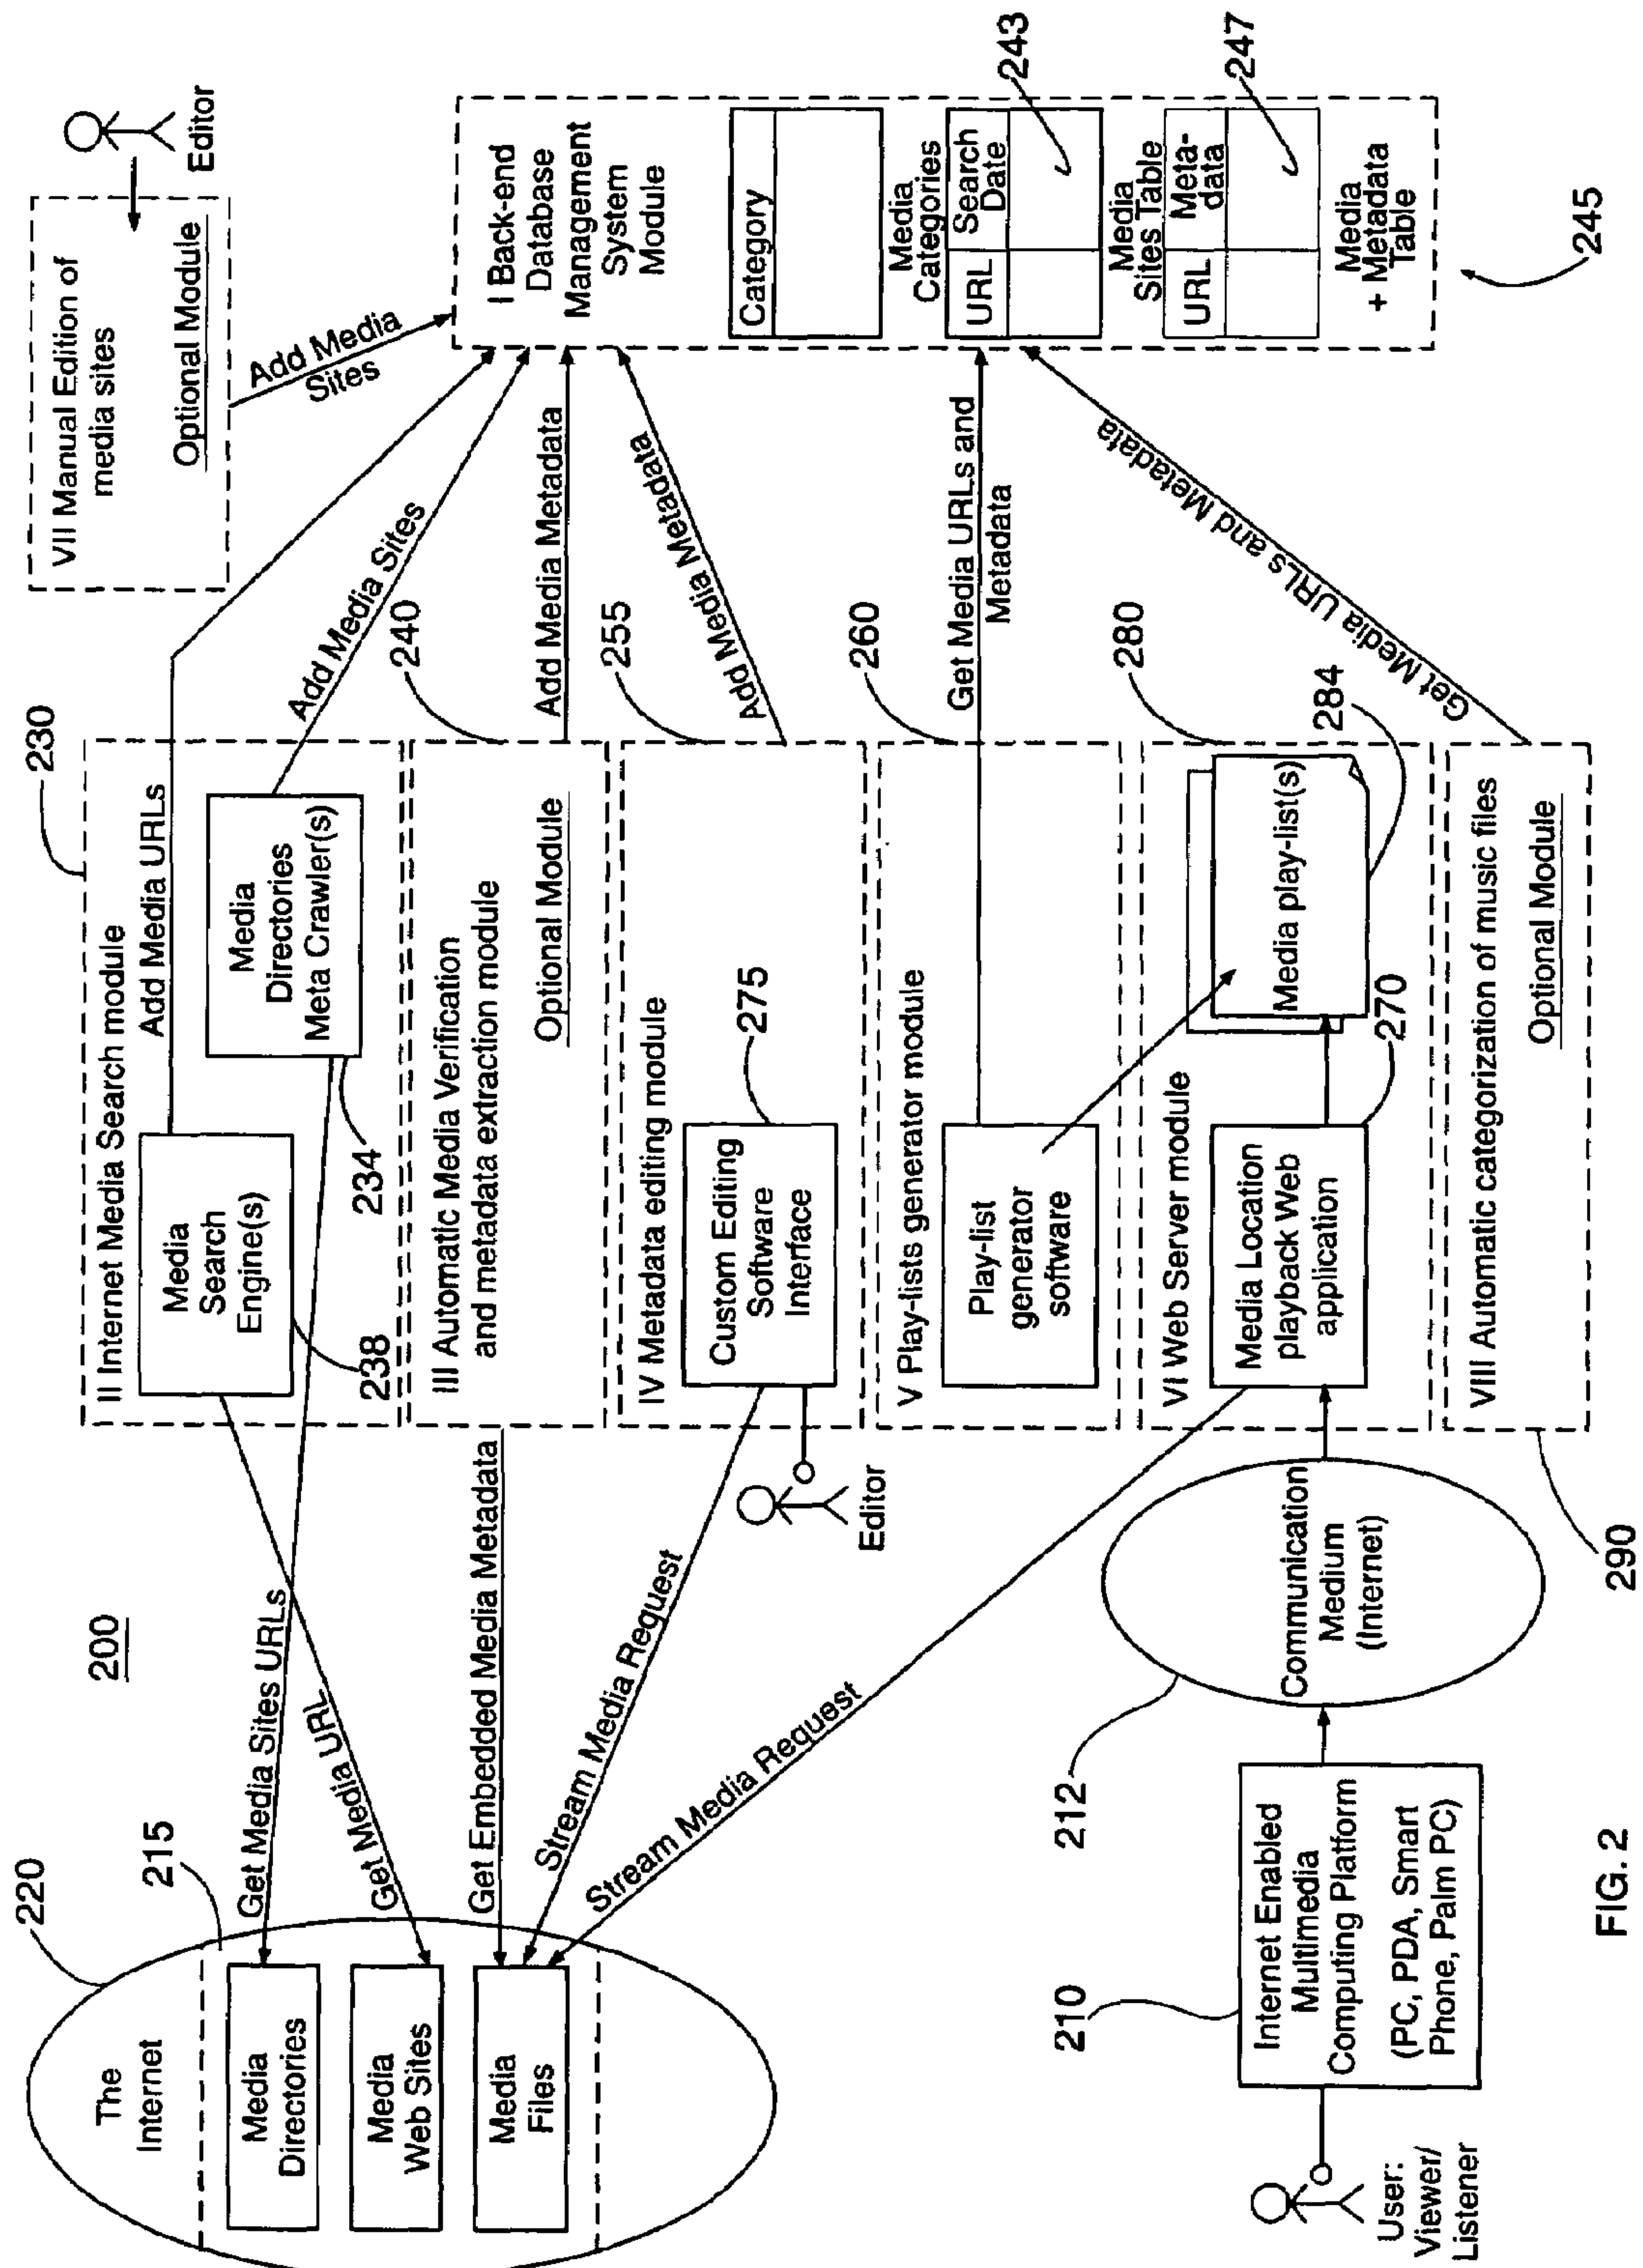 200
220
The
Internet
215
Media
Directories
Media
Web Sites
Media
Files
Get Media Sites URLs
Get Media URL
Get Embedded Media Metadata
Stream Media Request
Stream Media Request
230
II Internet Media Search module
Media
Search
Engine(s)
238
Media
Directories
Meta Crawler(s)
234
Add Media URLs
Add Media Sites
240
III Automatic Media Verification
and metadata extraction module
Optional Module
Add Media Metadata
255
IV Metadata editing module
Custom Editing
Software
Interface
275
Editor
Add Media Metadata
260
V Play-lists generator module
Play-list
generator
software
Get Media URLs and
Metadata
280
VI Web Server module
Media Location
playback Web
application
270
Media play-list(s)
284
VIII Automatic categorization of music files
Optional Module
290
Get Media URLs and Metadata
VII Manual Edition of
media sites
Optional Module
Editor
Add Media
Sites
I Back-end
Database
Management
System
Module
Category
Media
Categories
URL
Search
Date
243
Media
Sites Table
URL
Meta-
data
247
Media
+ Metadata
Table
245
User:
Viewer/
Listener
210
Internet Enabled
Multimedia
Computing Platform
(PC, PDA, Smart
Phone, Palm PC)
212
Communication
Medium
(Internet)
FIG. 2